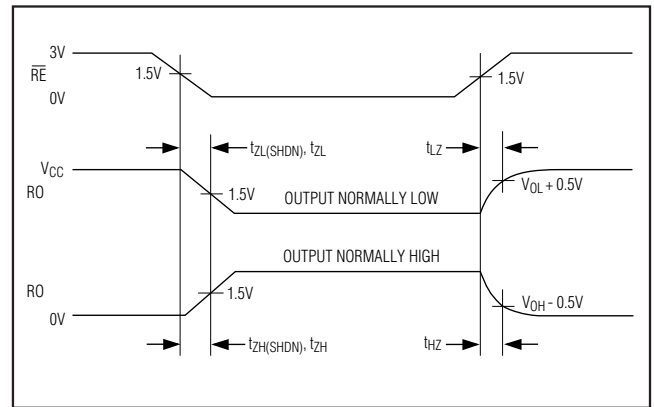 3V
RE
1.5V
1.5V
0V
tZL(SHDN), tZL
tLZ
VCC
RO
1.5V
OUTPUT NORMALLY LOW
VOL + 0.5V
OUTPUT NORMALLY HIGH
RO
1.5V
VOH - 0.5V
0V
tZH(SHDN), tZH
tHZ